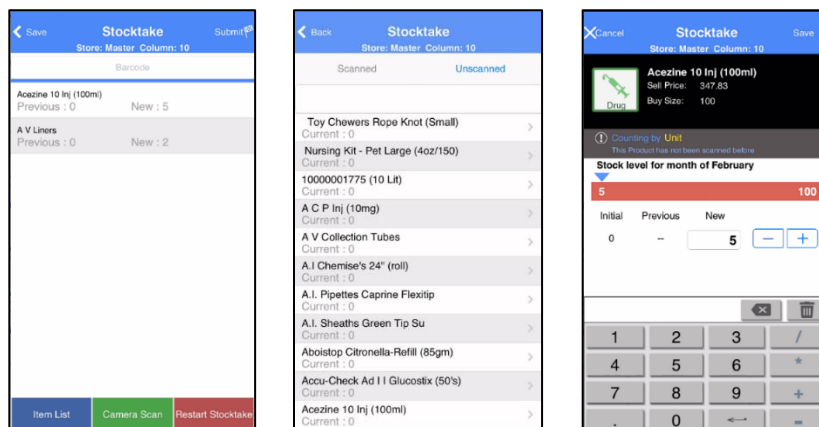 Save Stocktake Submit
Store: Master Column: 10
Barcode
Acezine 10 Inj (100ml)
Previous : 0 New : 5
A V Liners
Previous : 0 New : 2
Item List Camera Scan Restart Stocktake
Back Stocktake
Store: Master Column: 10
Scanned Unscanned
Toy Chewers Rope Knot (Small)
Current : 0
Nursing Kit - Pet Large (4oz/150)
Current : 0
10000001775 (10 Lit)
Current : 0
A C P Inj (10mg)
Current : 0
A V Collection Tubes
Current : 0
A.I Chemise's 24" (roll)
Current : 0
A.I. Pipettes Caprine Flexitip
Current : 0
A.I. Sheaths Green Tip Su
Current : 0
Aboistop Citronella-Refill (85gm)
Current : 0
Accu-Check Ad I I Glucostix (50's)
Current : 0
Acezine 10 Inj (100ml)
Current : 0
Cancel Stocktake Save
Store: Master Column: 10
Acezine 10 Inj (100ml)
Sell Price: 347.83
Buy Size: 100
Drug
Counting by Unit
This Product has not been scanned before
Stock level for month of February
5 100
Initial Previous New
0 -- 5 - +
1 2 3 /
4 5 6 *
7 8 9 +
. 0 -